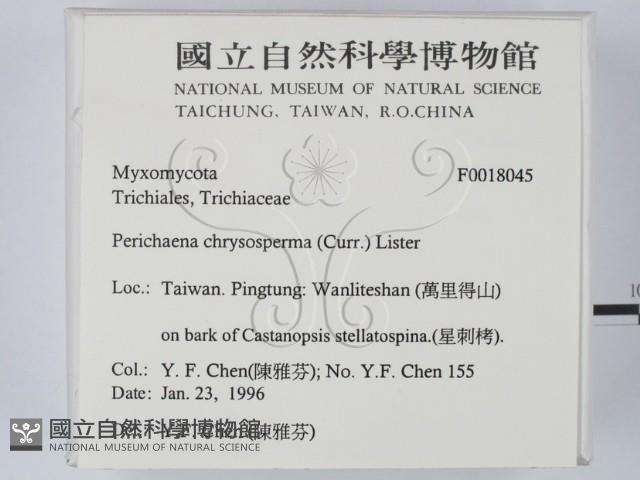 國立自然科學博物館
NATIONAL MUSEUM OF NATURAL SCIENCE
TAICHUNG, TAIWAN, R.O.CHINA
Myxomycota F0018045
Trichiales, Trichiaceae
Perichaena chrysosperma (Curr.) Lister
Loc.: Taiwan. Pingtung: Wanliteshan (萬里得山)
on bark of Castanopsis stellatospina.(星刺栲).
Col.: Y. F. Chen(陳雅芬); No. Y.F. Chen 155
Date: Jan. 23, 1996
(陳雅芬)
國立自然科學博物館
NATIONAL MUSEUM OF NATURAL SCIENCE